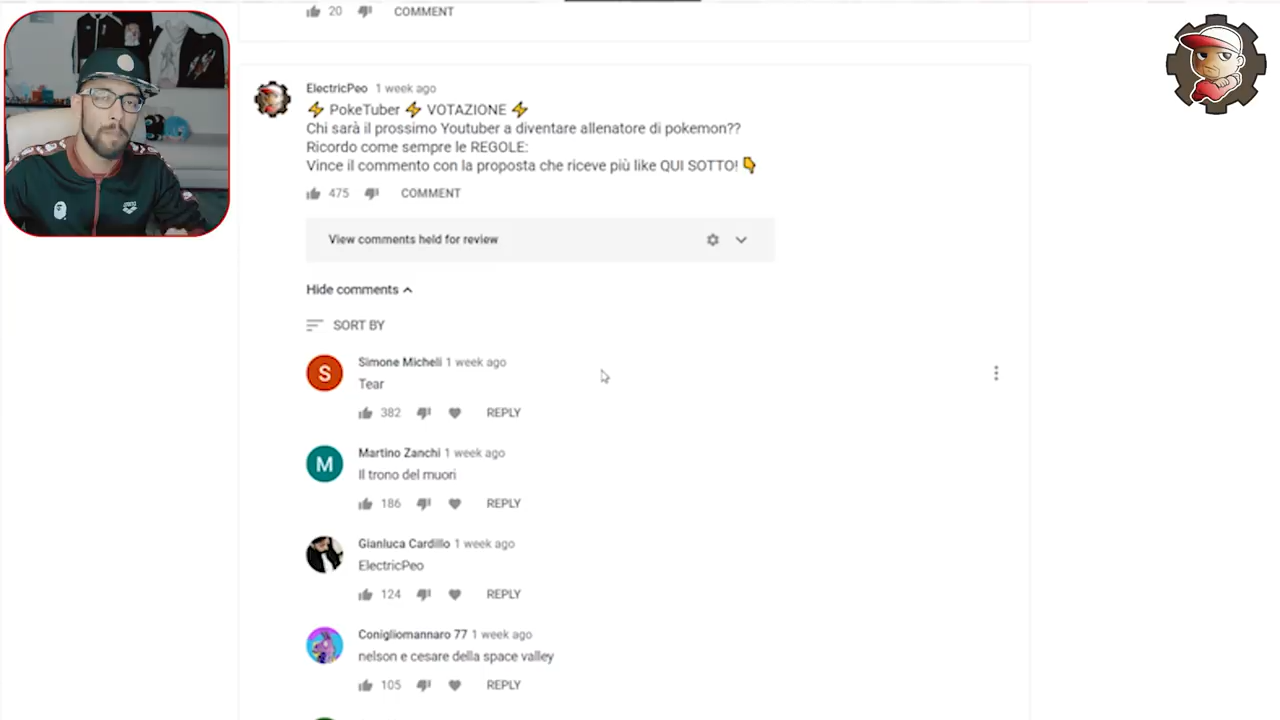 20 COMMENT
ElectricPeo 1 week ago
⚡ PokeTuber ⚡ VOTAZIONE ⚡
Chi sarà il prossimo Youtuber a diventare allenatore di pokemon??
Ricordo come sempre le REGOLE:
Vince il commento con la proposta che riceve più like QUI SOTTO! 👇
475 COMMENT
View comments held for review
Hide comments
SORT BY
S
Simone Micheli 1 week ago
Tear
382 REPLY
M
Martino Zanchi 1 week ago
Il trono del muori
186 REPLY
Gianluca Cardillo 1 week ago
ElectricPeo
124 REPLY
Conigliomannaro 77 1 week ago
nelson e cesare della space valley
105 REPLY